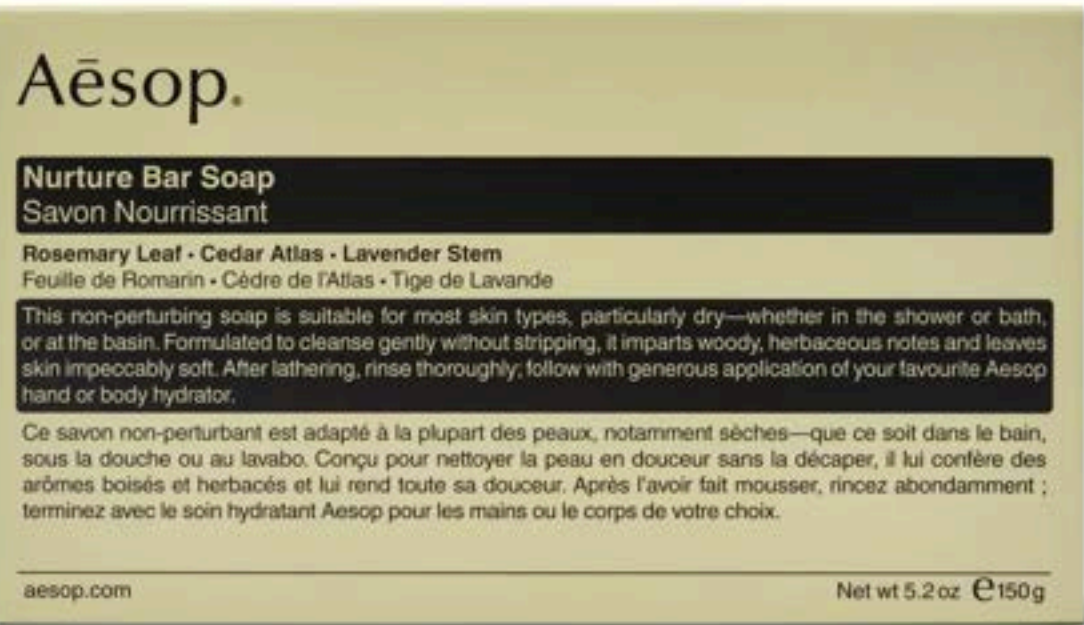 Aēsop.
Nurture Bar Soap
Savon Nourrissant
Rosemary Leaf · Cedar Atlas · Lavender Stem
Feuille de Romarin · Cèdre de l'Atlas · Tige de Lavande
This non-perturbing soap is suitable for most skin types, particularly dry—whether in the shower or bath,
or at the basin. Formulated to cleanse gently without stripping, it imparts woody, herbaceous notes and leaves
skin impeccably soft. After lathering, rinse thoroughly; follow with generous application of your favourite Aesop
hand or body hydrator.
Ce savon non-perturbant est adapté à la plupart des peaux, notamment sèches—que ce soit dans le bain,
sous la douche ou au lavabo. Conçu pour nettoyer la peau en douceur sans la décaper, il lui confère des
arômes boisés et herbacés et lui rend toute sa douceur. Après l'avoir fait mousser, rincez abondamment ;
terminez avec le soin hydratant Aesop pour les mains ou le corps de votre choix.
aesop.com
Net wt 5.2 oz ℮150g